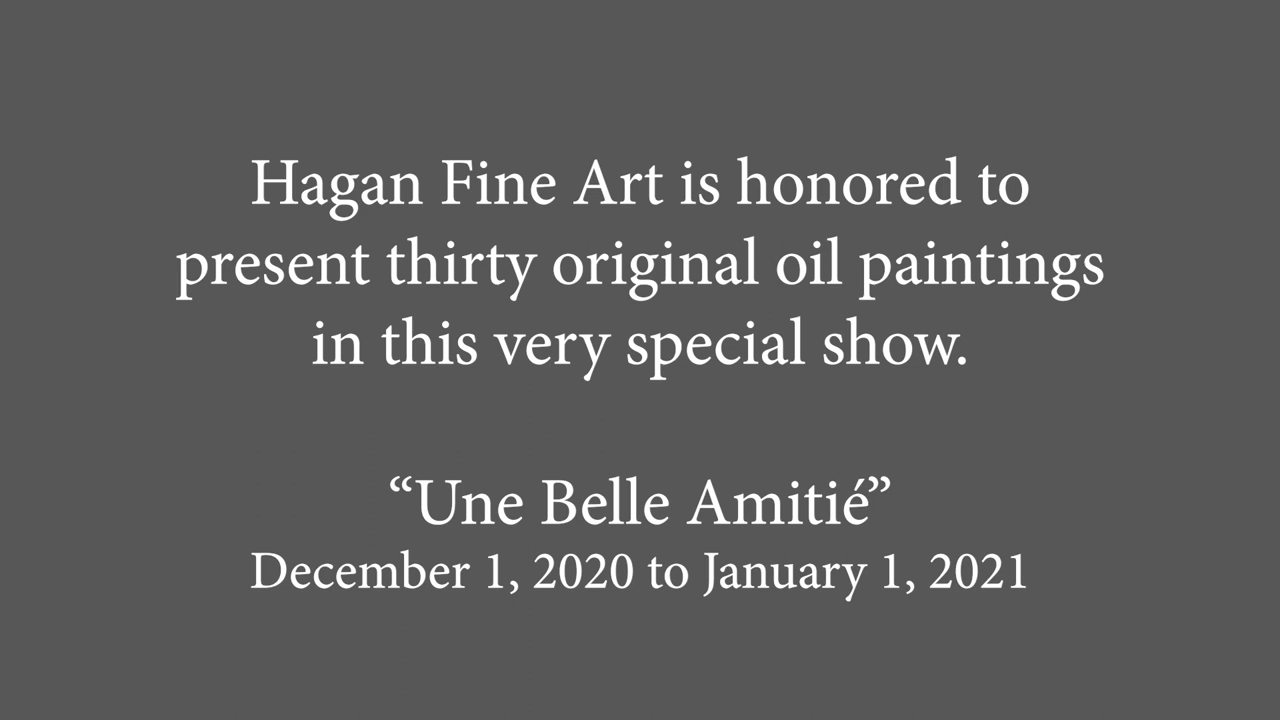 Hagan Fine Art is honored to
present thirty original oil paintings
in this very special show.
“Une Belle Amitié”
December 1, 2020 to January 1, 2021